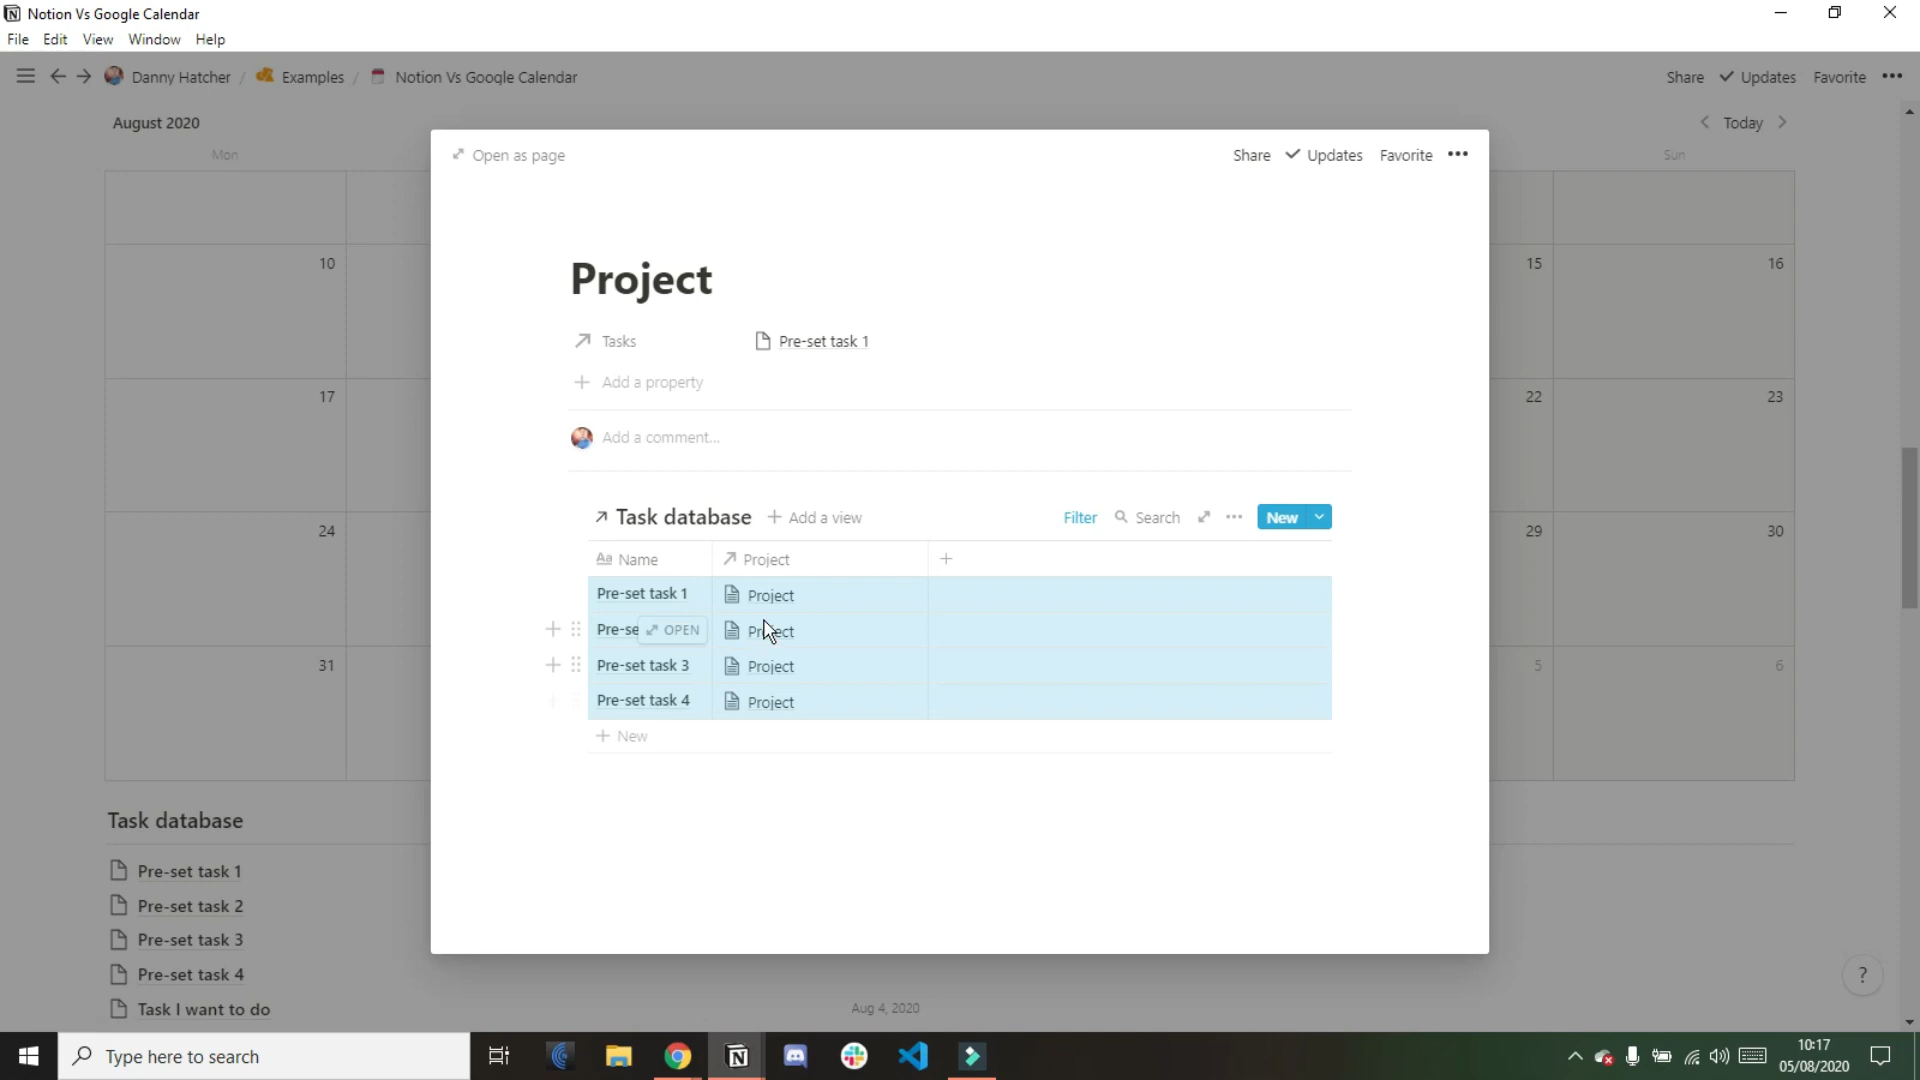 Notion Vs Google Calendar
File Edit View Window Help
Danny Hatcher / Examples / Notion Vs Google Calendar
Share Updates Favorite
August 2020
Today
Mon
Sun
Open as page
Share Updates Favorite
10
15
16
17
22
23
24
29
30
31
5
6
Project
Tasks
Pre-set task 1
Add a property
Add a comment...
Task database
Add a view
Filter
Search
New
Aa Name
Project
Pre-set task 1
Project
Pre-se
OPEN
Project
Pre-set task 3
Project
Pre-set task 4
Project
New
Task database
Pre-set task 1
Pre-set task 2
Pre-set task 3
Pre-set task 4
Task I want to do
Aug 4, 2020
?
Type here to search
10:17
05/08/2020